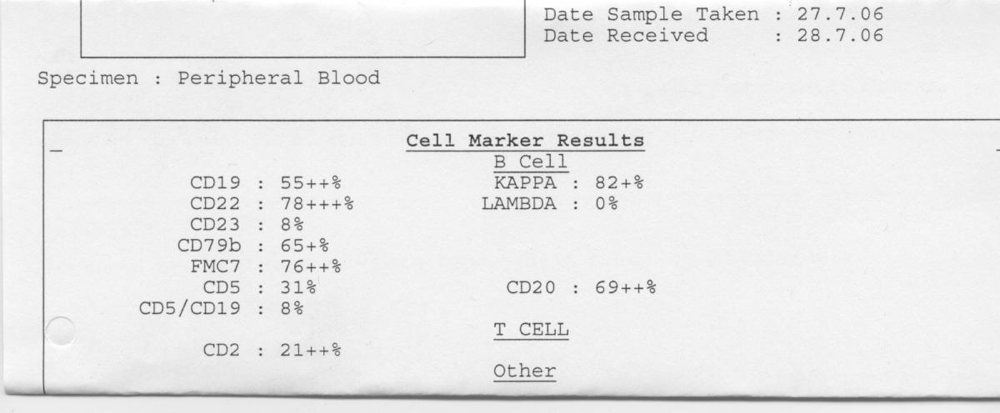 Date Sample Taken : 27.7.06
Date Received : 28.7.06
Specimen : Peripheral Blood
Cell Marker Results
B Cell
CD19 : 55++% KAPPA : 82+%
CD22 : 78+++% LAMBDA : 0%
CD23 : 8%
CD79b : 65+%
FMC7 : 76++%
CD5 : 31% CD20 : 69++%
CD5/CD19 : 8%
T CELL
CD2 : 21++%
Other